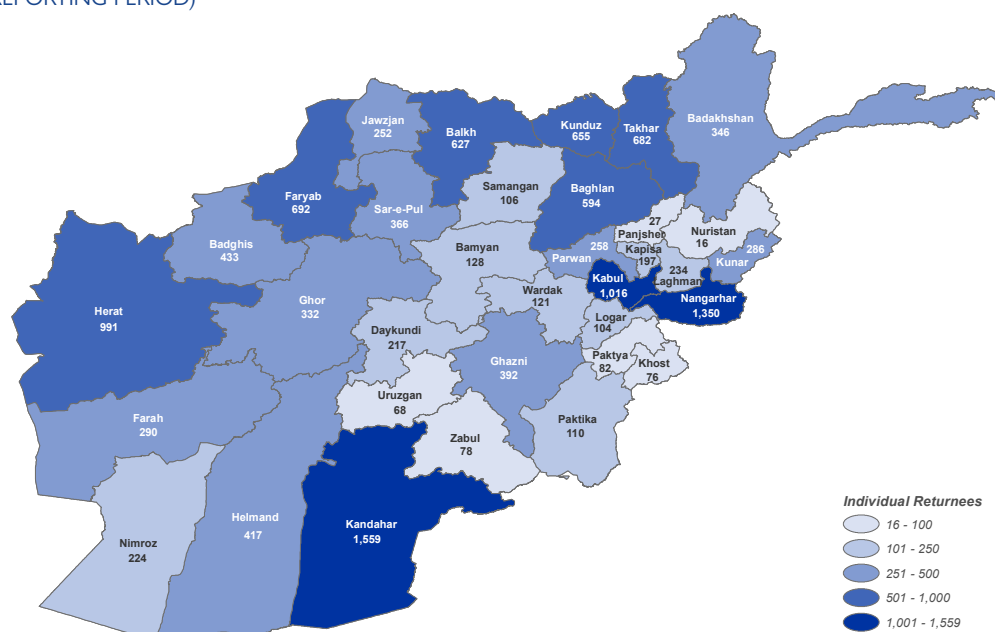 REPORTING PERIOD)
Jawzjan
252
Balkh
627
Kunduz
655
Takhar
682
Badakhshan
346
Faryab
692
Sar-e-Pul
366
Samangan
106
Baghlan
594
27
Panjsher
Nuristan
16
Badghis
433
Bamyan
128
258
Parwan
Kapisa
197
286
Kunar
234
Laghman
Kabul
1,016
Nangarhar
1,350
Herat
991
Ghor
332
Wardak
121
Logar
104
Daykundi
217
Ghazni
392
Paktya
82
Khost
76
Uruzgan
68
Farah
290
Zabul
78
Paktika
110
Nimroz
224
Helmand
417
Kandahar
1,559
Individual Returnees
16 - 100
101 - 250
251 - 500
501 - 1,000
1,001 - 1,559